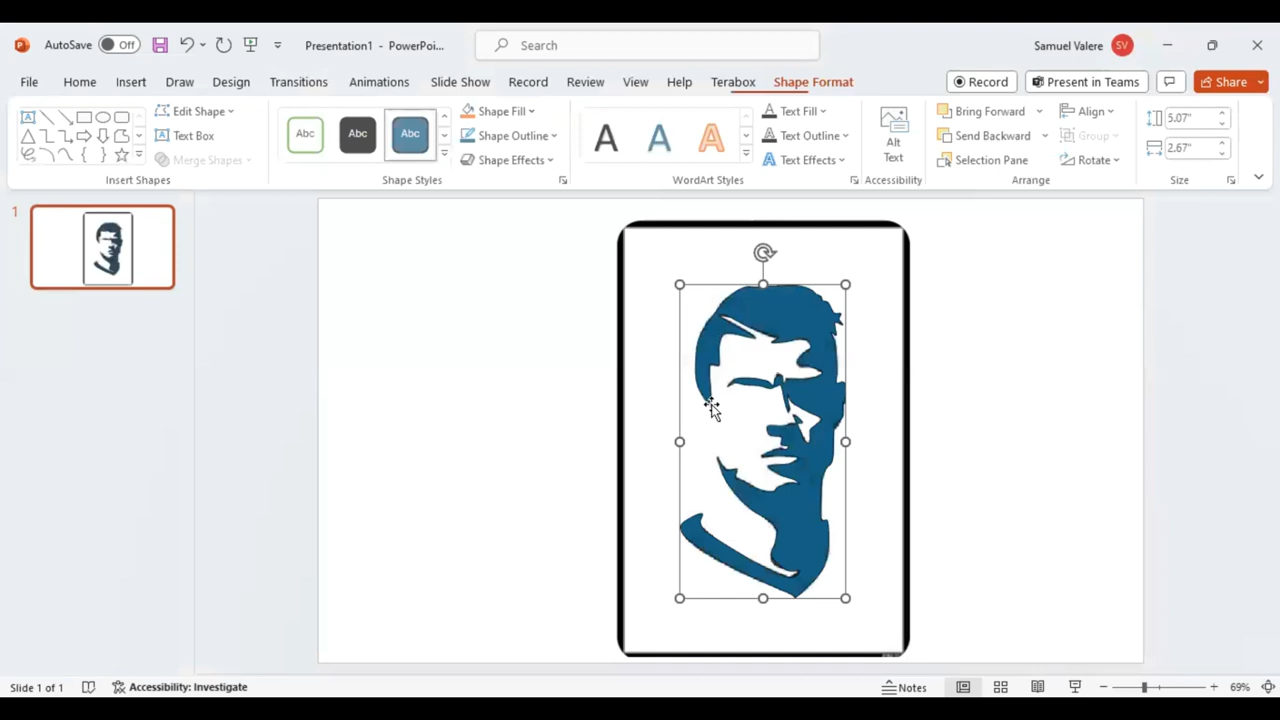 AutoSave Off Presentation1 - PowerPoi... Search Samuel Valere SV
File Home Insert Draw Design Transitions Animations Slide Show Record Review View Help Terabox Shape Format Record Present in Teams Share
Edit Shape Shape Fill Text Fill Bring Forward Align 5.07"
Text Box Abc Abc Abc Shape Outline A A A Text Outline Alt Text Send Backward Group
Merge Shapes Shape Effects Text Effects Selection Pane Rotate 2.67"
Insert Shapes Shape Styles WordArt Styles Accessibility Arrange Size
1
Slide 1 of 1 Accessibility: Investigate Notes 69%